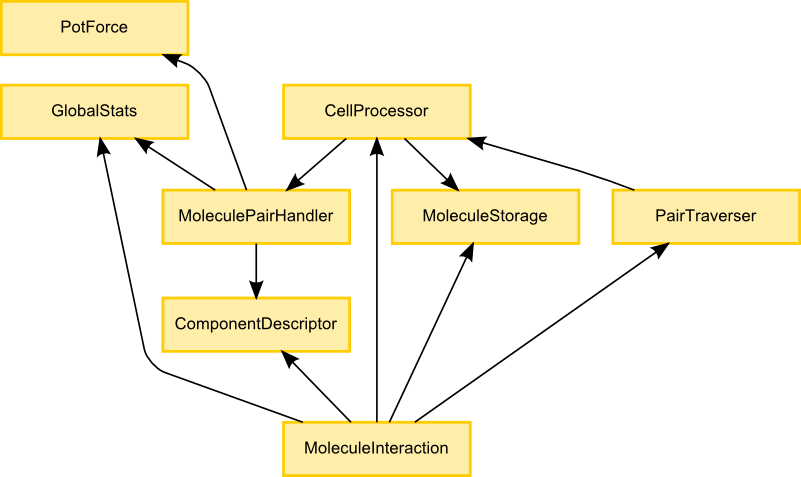 PotForce
GlobalStats
CellProcessor
MoleculePairHandler
MoleculeStorage
PairTraverser
ComponentDescriptor
MoleculeInteraction